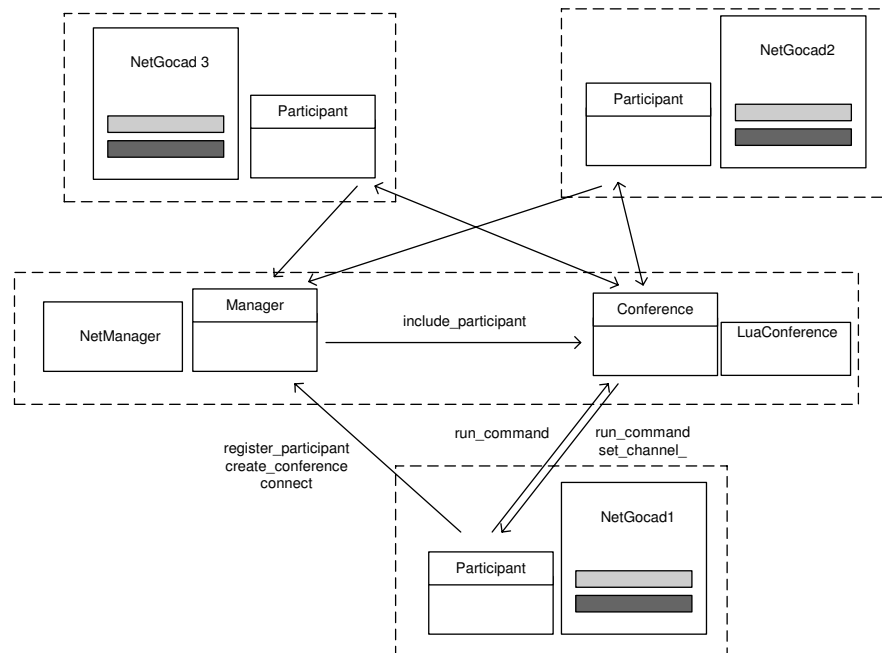 NetGocad 3
Participant
NetGocad2
Participant
Manager
NetManager
include_participant
Conference
LuaConference
register_participant
create_conference
connect
run_command
run_command
set_channel_
NetGocad1
Participant